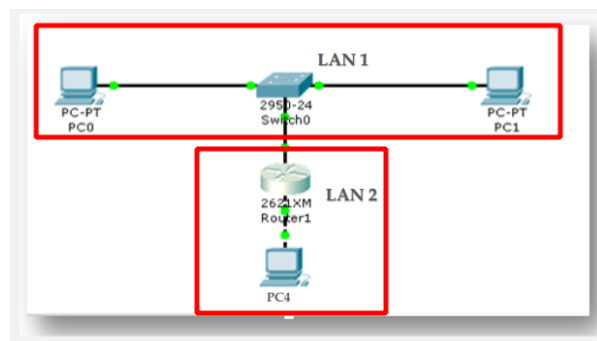 LAN 1
PC-PT
PC0
2950-24
Switch0
PC-PT
PC1
LAN 2
2621XM
Router1
PC4